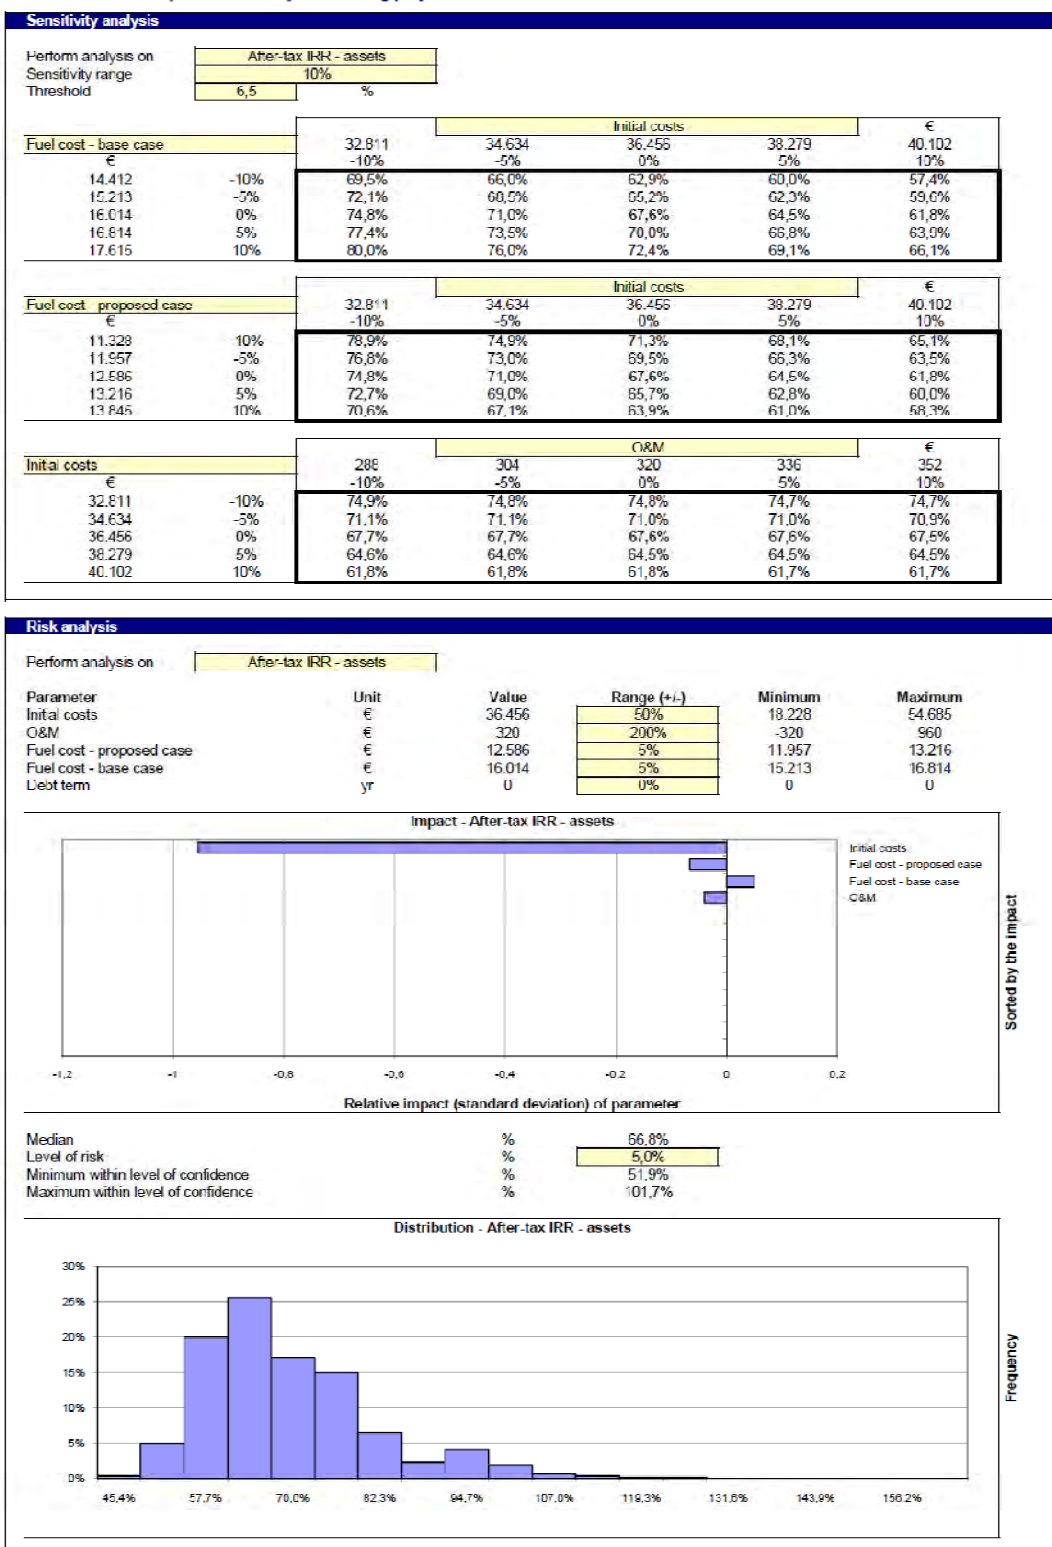 Sensitivity analysis
Perform analysis on After-tax IRR - assets
Sensitivity range 10%
Threshold 6,5 %
Initial costs €
Fuel cost - base case 32.811 34.634 36.456 38.279 40.102
€ -10% -5% 0% 5% 10%
14.412 -10% 69,5% 66,0% 62,9% 60,0% 57,4%
15.213 -5% 72,1% 68,5% 65,2% 62,3% 59,6%
16.014 0% 74,8% 71,0% 67,6% 64,5% 61,8%
16.814 5% 77,4% 73,5% 70,0% 66,8% 63,9%
17.615 10% 80,0% 76,0% 72,4% 69,1% 66,1%
Initial costs €
Fuel cost - proposed case 32.811 34.634 36.456 38.279 40.102
€ -10% -5% 0% 5% 10%
11.328 10% 78,9% 74,9% 71,3% 68,1% 65,1%
11.957 -5% 76,8% 73,0% 69,5% 66,3% 63,5%
12.586 0% 74,8% 71,0% 67,6% 64,5% 61,8%
13.216 5% 72,7% 69,0% 65,7% 62,8% 60,0%
13.845 10% 70,6% 67,1% 63,9% 61,0% 58,3%
O&M €
Initial costs 288 304 320 336 352
€ -10% -5% 0% 5% 10%
32.811 -10% 74,9% 74,8% 74,8% 74,7% 74,7%
34.634 -5% 71,1% 71,1% 71,0% 71,0% 70,9%
36.456 0% 67,7% 67,7% 67,6% 67,6% 67,5%
38.279 5% 64,6% 64,6% 64,5% 64,5% 64,5%
40.102 10% 61,8% 61,8% 61,8% 61,7% 61,7%
Risk analysis
Perform analysis on After-tax IRR - assets
Parameter Unit Value Range (+/-) Minimum Maximum
Initial costs € 36.456 50% 18.228 54.685
O&M € 320 200% -320 960
Fuel cost - proposed case € 12.586 5% 11.957 13.216
Fuel cost - base case € 16.014 5% 15.213 16.814
Debt term yr 0 0% 0 0
Impact - After-tax IRR - assets
Initial costs
Fuel cost - proposed case
Fuel cost - base case
O&M
Sorted by the impact
-1,2 -1 -0,8 -0,6 -0,4 -0,2 0 0,2
Relative impact (standard deviation) of parameter
Median % 66,8%
Level of risk % 5,0%
Minimum within level of confidence % 51,9%
Maximum within level of confidence % 101,7%
Distribution - After-tax IRR - assets
30%
25%
20%
15%
10%
5%
0%
Frequency
45,4% 57,7% 70,0% 82,3% 94,7% 107,0% 119,3% 131,6% 143,9% 156,2%